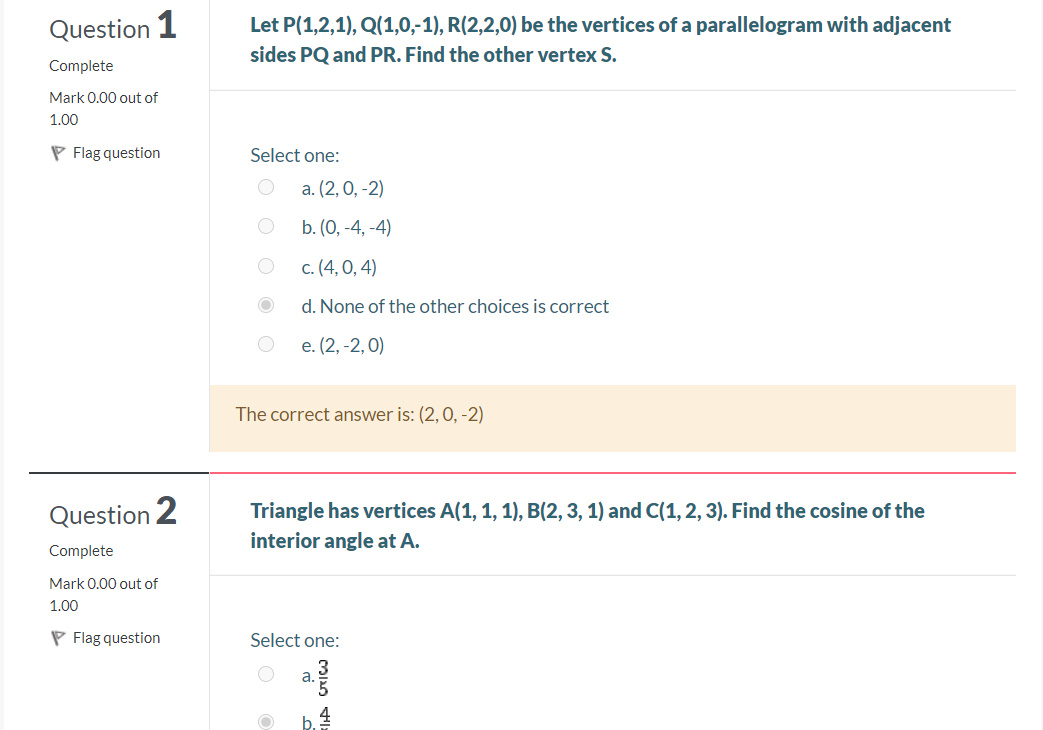 Question 1
Complete
Mark 0.00 out of
1.00
Flag question
Let P(1,2,1), Q(1,0,-1), R(2,2,0) be the vertices of a parallelogram with adjacent
sides PQ and PR. Find the other vertex S.
Select one:
a. (2, 0, -2)
b. (0, -4, -4)
c. (4, 0, 4)
d. None of the other choices is correct
e. (2, -2, 0)
The correct answer is: (2, 0, -2)
Question 2
Complete
Mark 0.00 out of
1.00
Flag question
Triangle has vertices A(1, 1, 1), B(2, 3, 1) and C(1, 2, 3). Find the cosine of the
interior angle at A.
Select one:
a. 3/5
b. 4